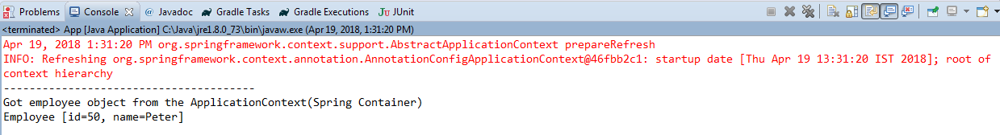 Problems Console Javadoc Gradle Tasks Gradle Executions JUnit
<terminated> App [Java Application] C:\Java\jre1.8.0_73\bin\javaw.exe (Apr 19, 2018, 1:31:20 PM)
Apr 19, 2018 1:31:20 PM org.springframework.context.support.AbstractApplicationContext prepareRefresh
INFO: Refreshing org.springframework.context.annotation.AnnotationConfigApplicationContext@46fbb2c1: startup date [Thu Apr 19 13:31:20 IST 2018]; root of
context hierarchy
---------------------------------------
Got employee object from the ApplicationContext(Spring Container)
Employee [id=50, name=Peter]